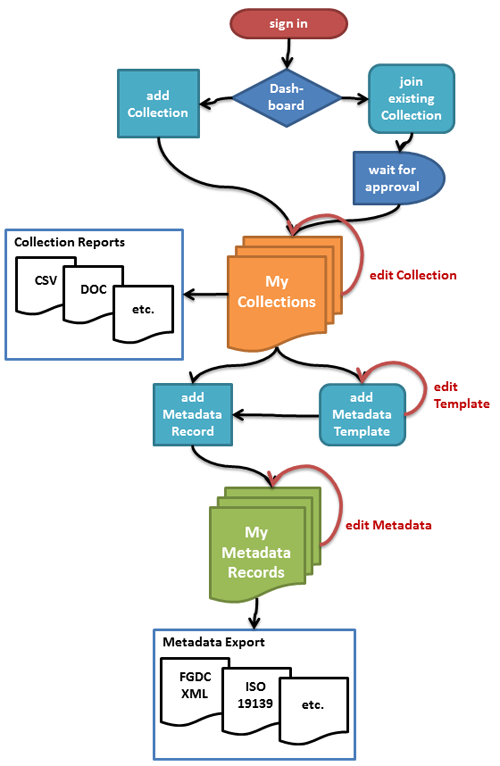 sign in
Dash-
board
add
Collection
join
existing
Collection
wait for
approval
Collection Reports
CSV
DOC
etc.
My
Collections
edit Collection
add
Metadata
Record
add
Metadata
Template
edit
Template
My
Metadata
Records
edit Metadata
Metadata Export
FGDC
XML
ISO
19139
etc.